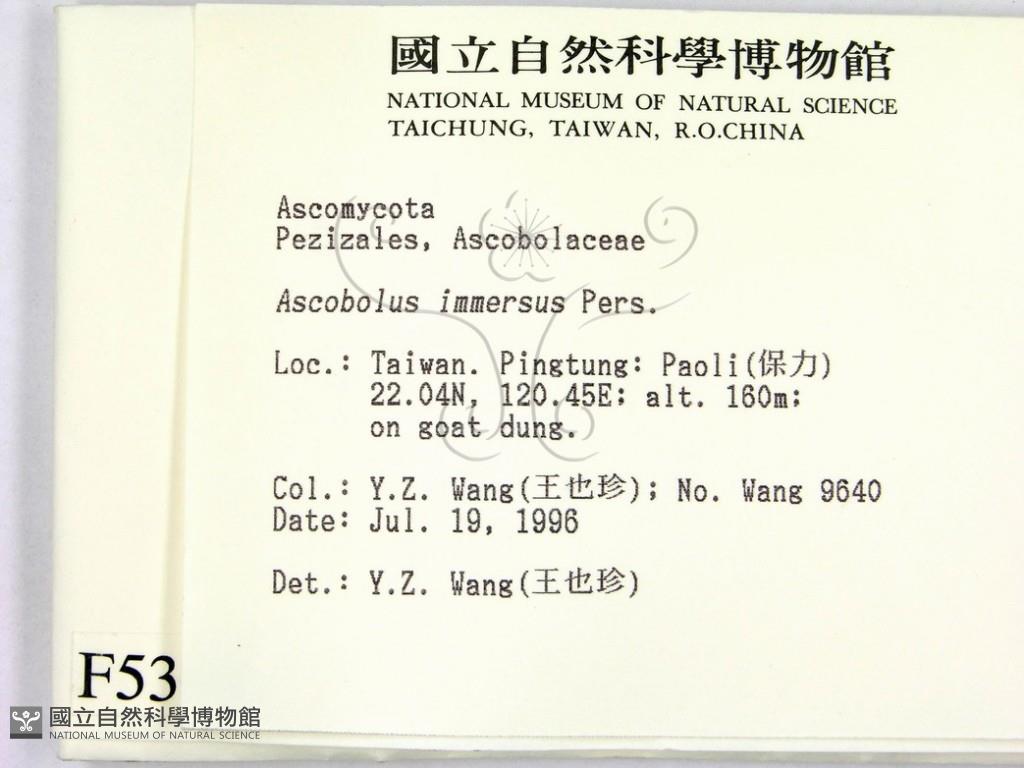 國立自然科學博物館
NATIONAL MUSEUM OF NATURAL SCIENCE
TAICHUNG, TAIWAN, R.O.CHINA
Ascomycota
Pezizales, Ascobolaceae
Ascobolus immersus Pers.
Loc.: Taiwan. Pingtung: Paoli(保力)
22.04N, 120.45E; alt. 160m;
on goat dung.
Col.: Y.Z. Wang(王也珍); No. Wang 9640
Date: Jul. 19, 1996
Det.: Y.Z. Wang(王也珍)
F53
國立自然科學博物館
NATIONAL MUSEUM OF NATURAL SCIENCE